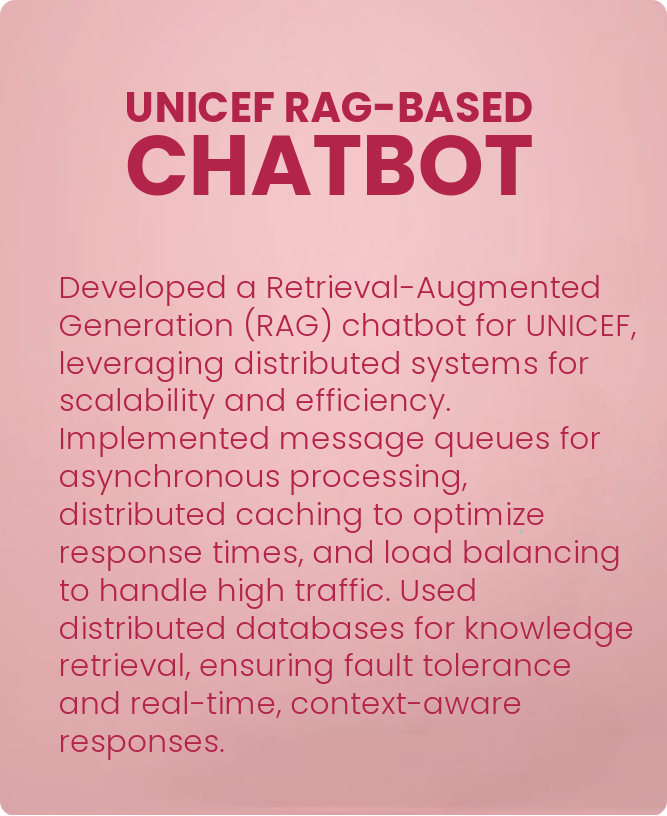 UNICEF RAG-BASED
CHATBOT
Developed a Retrieval-Augmented
Generation (RAG) chatbot for UNICEF,
leveraging distributed systems for
scalability and efficiency.
Implemented message queues for
asynchronous processing,
distributed caching to optimize
response times, and load balancing
to handle high traffic. Used
distributed databases for knowledge
retrieval, ensuring fault tolerance
and real-time, context-aware
responses.